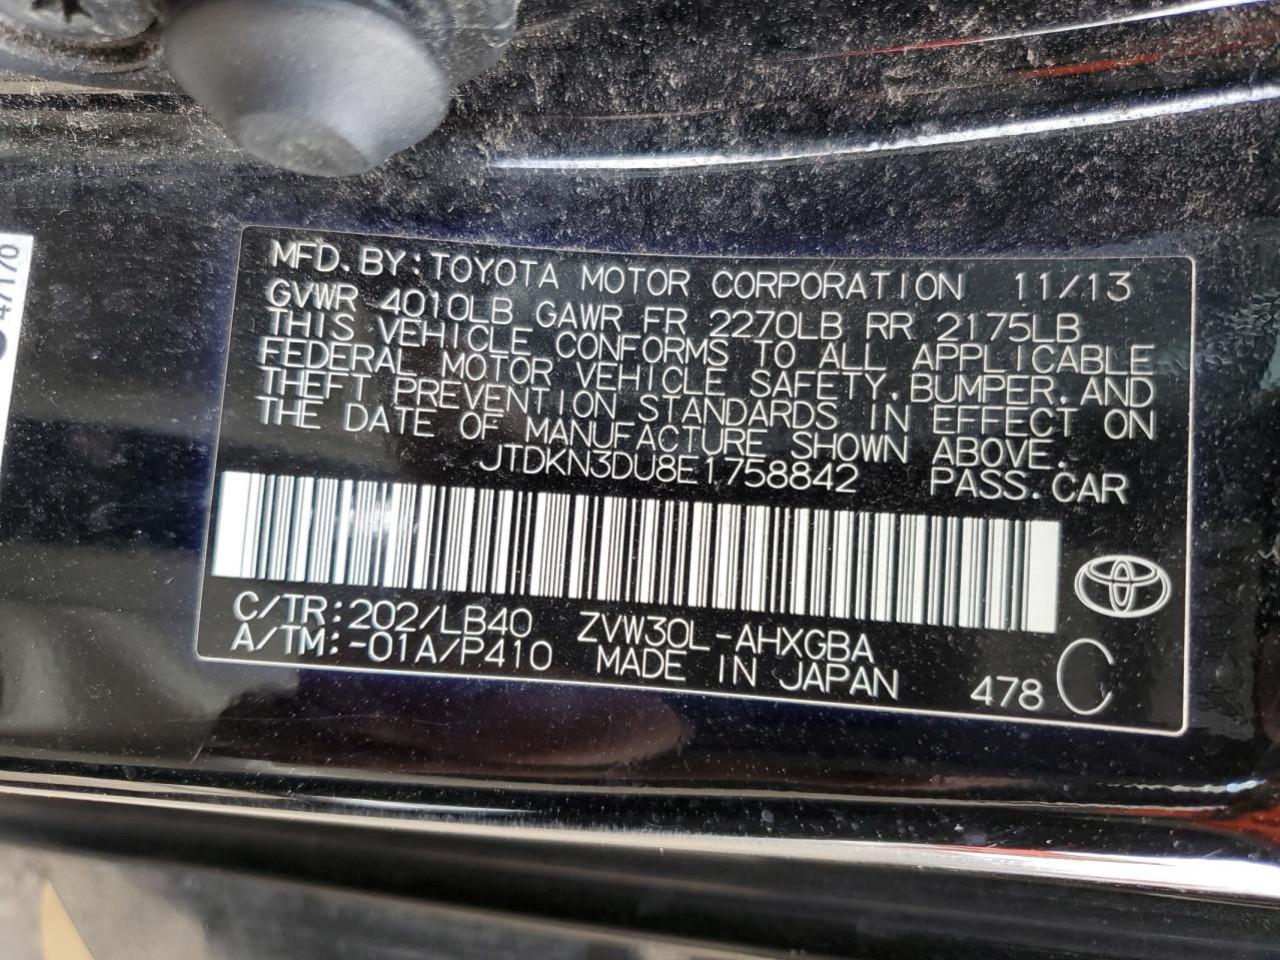 MFD. BY: TOYOTA MOTOR CORPORATION 11/13
GVWR 4010LB GAWR FR 2270LB RR 2175LB
THIS VEHICLE CONFORMS TO ALL APPLICABLE
FEDERAL MOTOR VEHICLE SAFETY, BUMPER, AND
THEFT PREVENTION STANDARDS IN EFFECT ON
THE DATE OF MANUFACTURE SHOWN ABOVE.
JTDKN3DU8E1758842 PASS. CAR
C/TR: 202/LB40 ZVW30L-AHXGBA
A/TM: -01A/P410 MADE IN JAPAN 478 C
47170